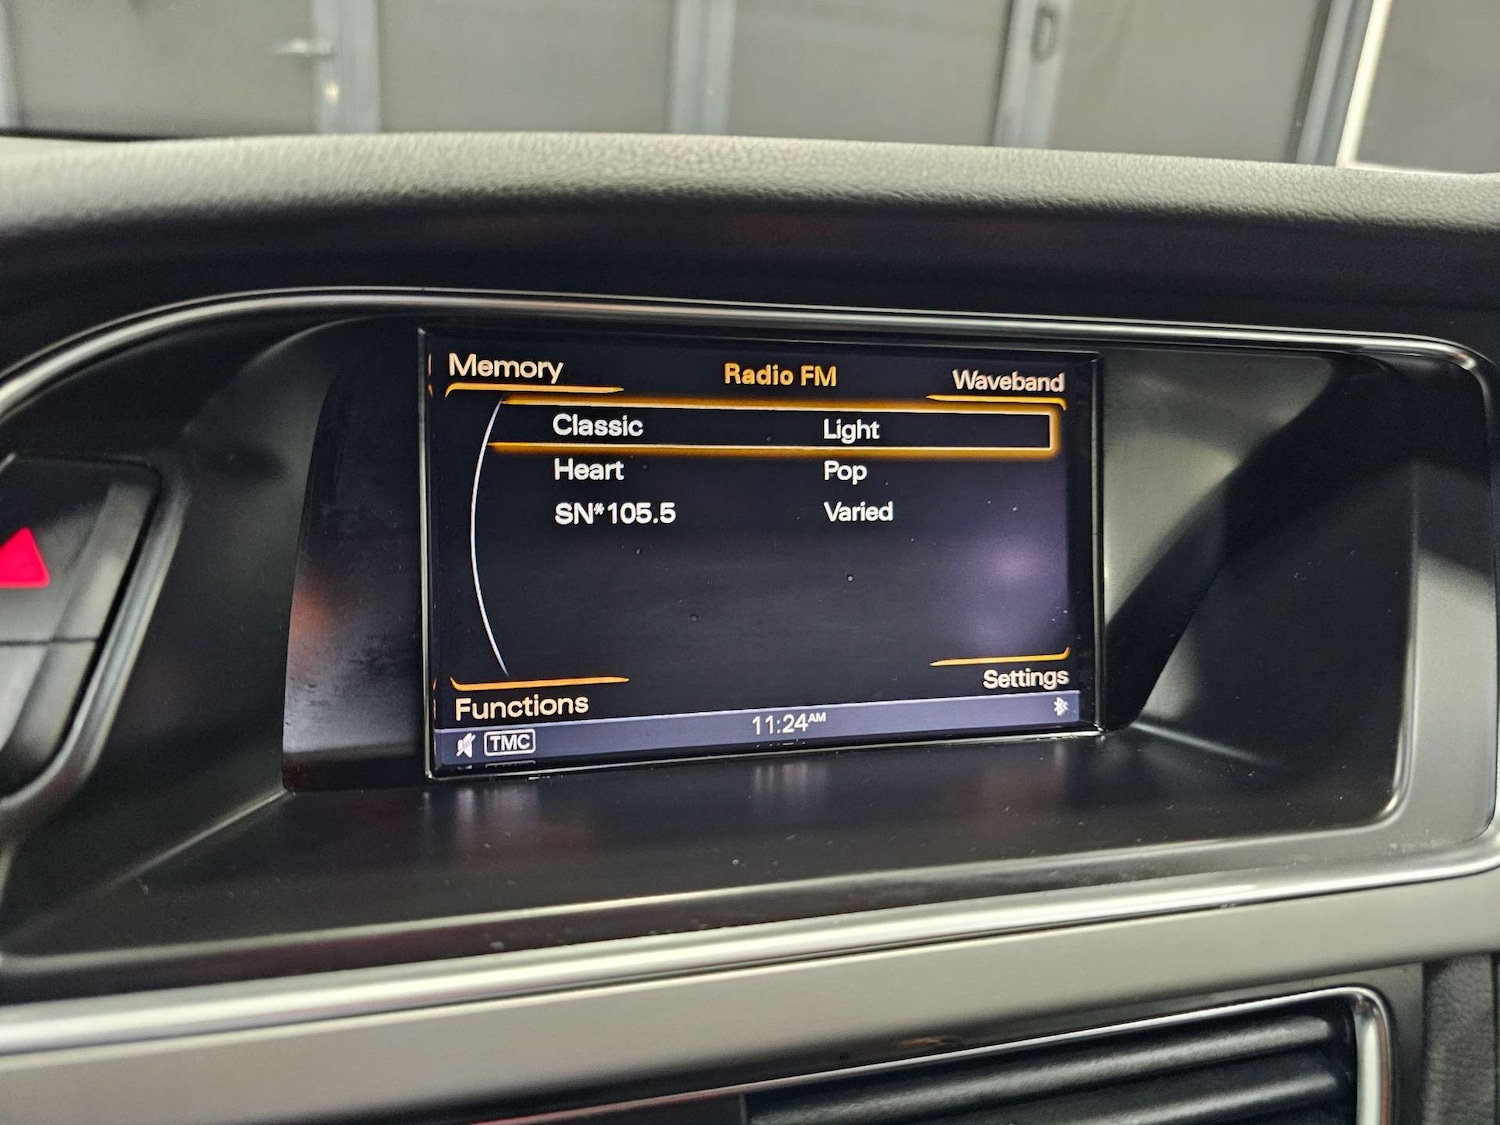 Memory Radio FM Waveband
Classic Light
Heart Pop
SN*105.5 Varied
Settings
Functions
TMC 11:24AM